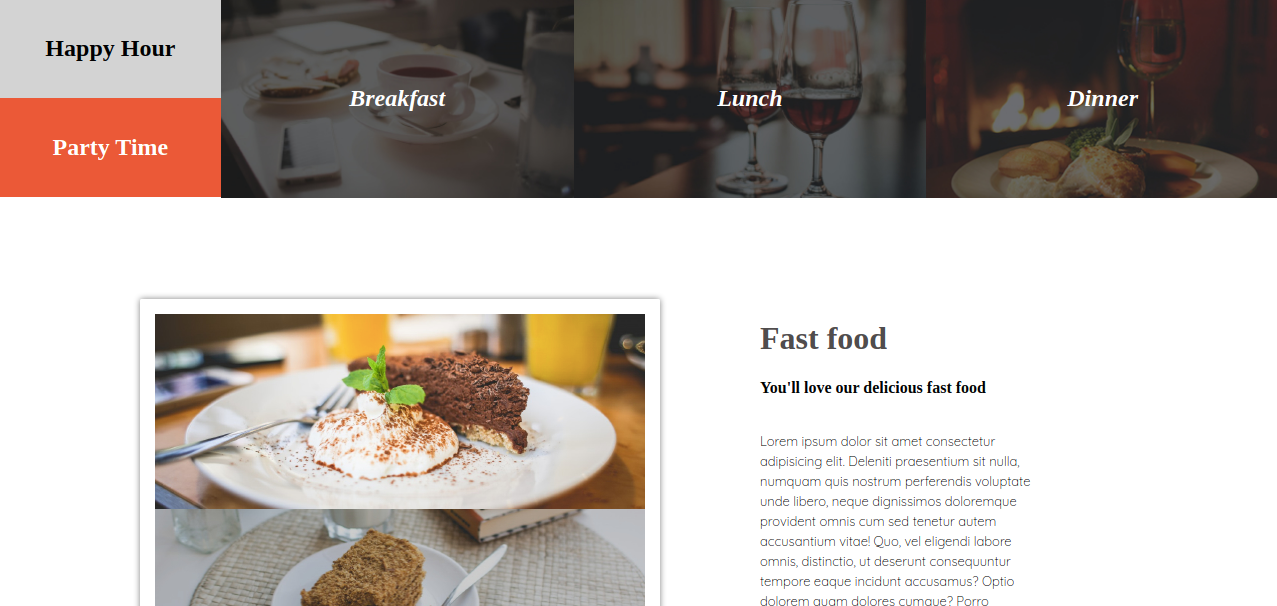 Happy Hour
Party Time
Breakfast
Lunch
Dinner
Fast food
You'll love our delicious fast food
Lorem ipsum dolor sit amet consectetur
adipisicing elit. Deleniti praesentium sit nulla,
numquam quis nostrum perferendis voluptate
unde libero, neque dignissimos doloremque
provident omnis cum sed tenetur autem
accusantium vitae! Quo, vel eligendi labore
omnis, distinctio, ut deserunt consequuntur
tempore eaque incidunt accusamus? Optio
dolorem quam dolores cumque? Porro